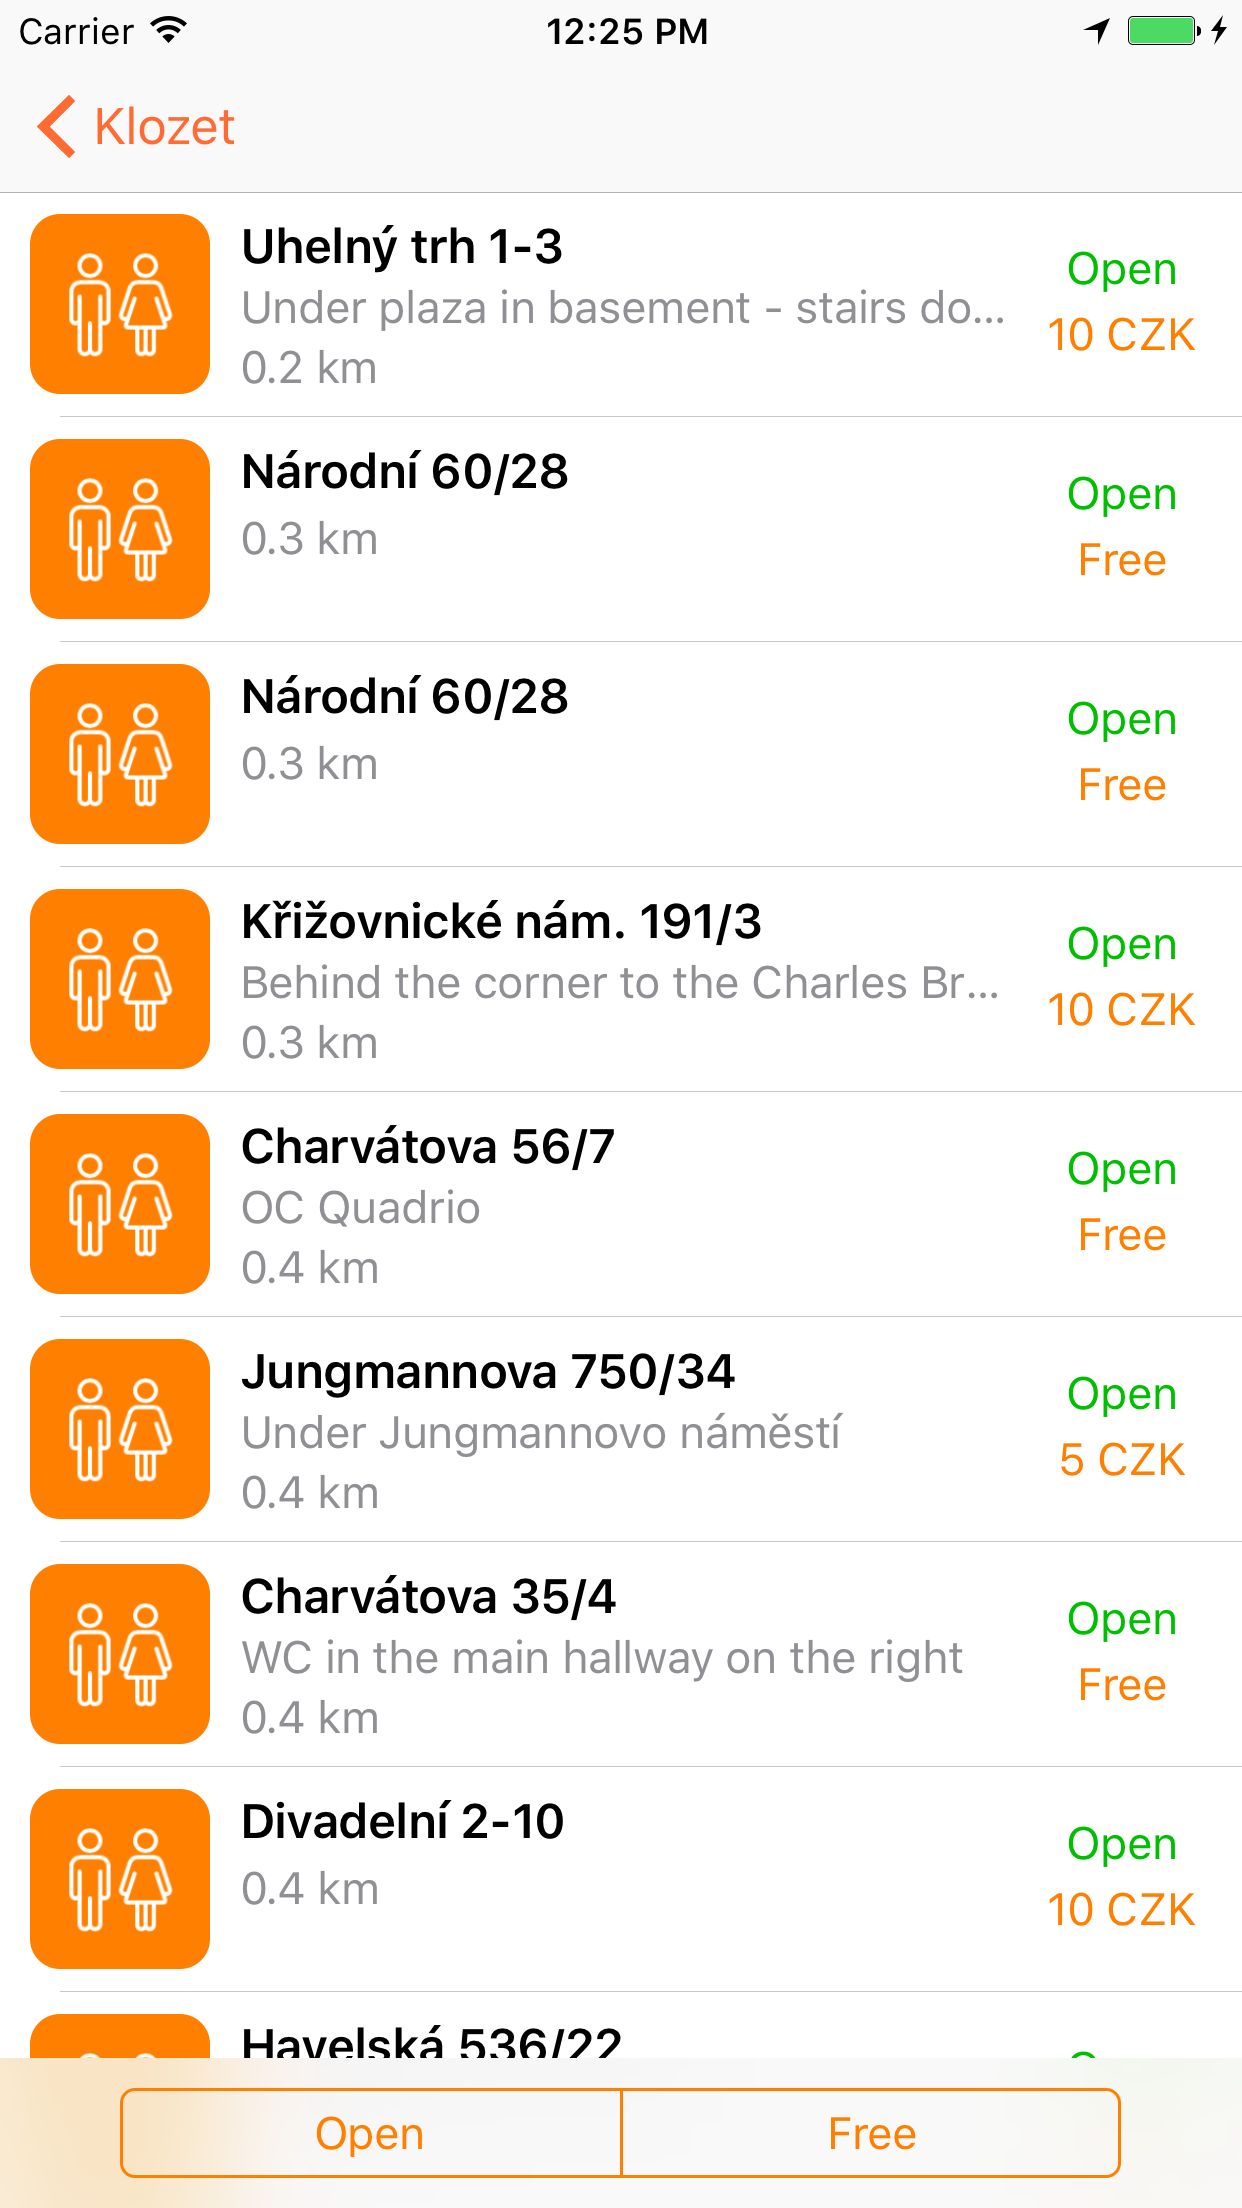 Carrier 12:25 PM
Klozet
Uhelný trh 1-3
Under plaza in basement - stairs do...
0.2 km
Open
10 CZK
Národní 60/28
0.3 km
Open
Free
Národní 60/28
0.3 km
Open
Free
Křižovnické nám. 191/3
Behind the corner to the Charles Br...
0.3 km
Open
10 CZK
Charvátova 56/7
OC Quadrio
0.4 km
Open
Free
Jungmannova 750/34
Under Jungmannovo náměstí
0.4 km
Open
5 CZK
Charvátova 35/4
WC in the main hallway on the right
0.4 km
Open
Free
Divadelní 2-10
0.4 km
Open
10 CZK
Havelská 536/22
Open Free